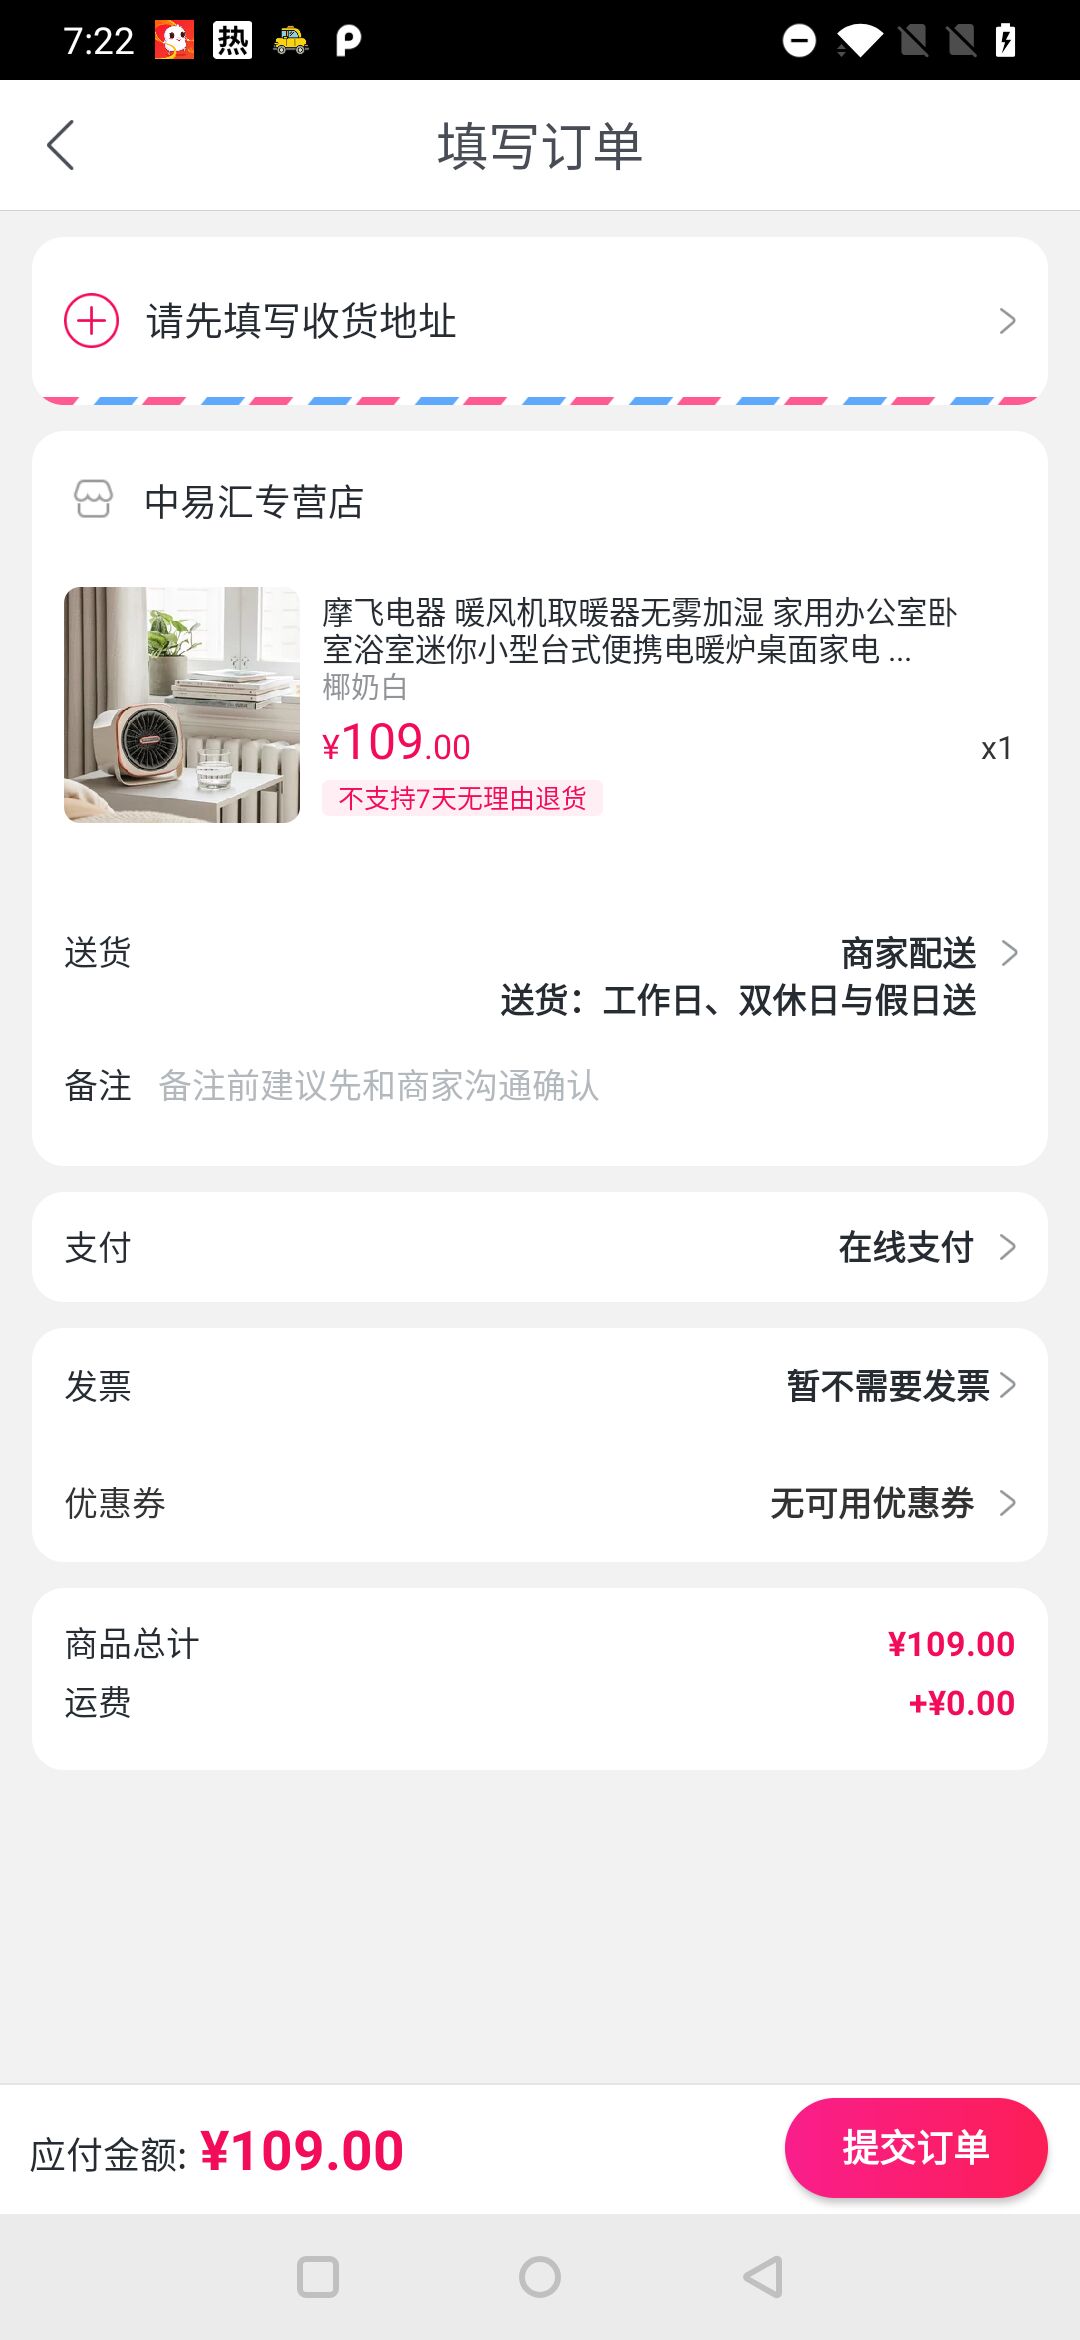 7:22
热
填写订单
请先填写收货地址
中易汇专营店
摩飞电器 暖风机取暖器无雾加湿 家用办公室卧
室浴室迷你小型台式便携电暖炉桌面家电 ...
椰奶白
¥109.00
x1
不支持7天无理由退货
送货
商家配送
送货：工作日、双休日与假日送
备注 备注前建议先和商家沟通确认
支付
在线支付
发票
暂不需要发票
优惠券
无可用优惠券
商品总计
¥109.00
运费
+¥0.00
应付金额: ¥109.00
提交订单